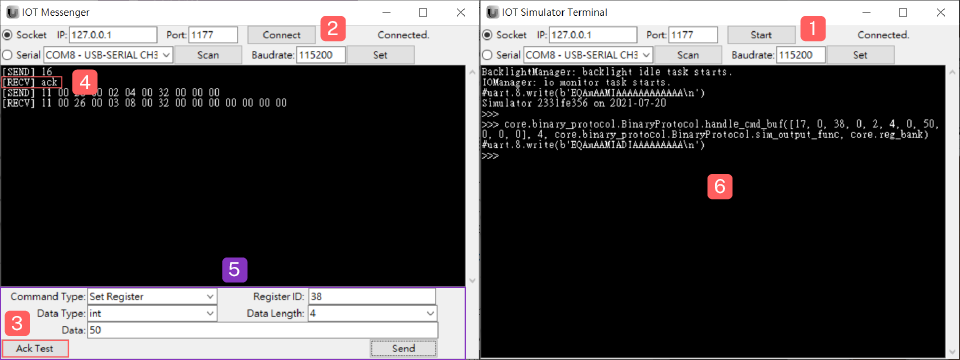 IOT Messenger
Socket IP: 127.0.0.1 Port: 1177 Connect 2 Connected.
Serial COM8 - USB-SERIAL CH3 Scan Baudrate: 115200 Set
[SEND] 16
[RECV] ack 4
[SEND] 11 00 26 00 02 04 00 32 00 00 00
[RECV] 11 00 26 00 03 08 00 32 00 00 00 00 00 00 00
5
Command Type: Set Register Register ID: 38
Data Type: int Data Length: 4
3 Data: 50
Ack Test Send
IOT Simulator Terminal
Socket IP: 127.0.0.1 Port: 1177 Start 1 Connected.
Serial COM8 - USB-SERIAL CH3 Scan Baudrate: 115200 Set
BacklightManager: backlight idle task starts.
IOManager: io monitor task starts.
#uart.8.write(b'EQAmAAMIAAAAAAAAAAAA\n')
Simulator 2331fe356 on 2021-07-20
>>>
>>> core.binary_protocol.BinaryProtocol.handle_cmd_buf([17, 0, 38, 0, 2, 4, 0, 50,
0, 0, 0], 4, core.binary_protocol.BinaryProtocol.sim_output_func, core.reg_bank)
#uart.8.write(b'EQAmAAMIADIAAAAAAAAA\n')
>>>
6